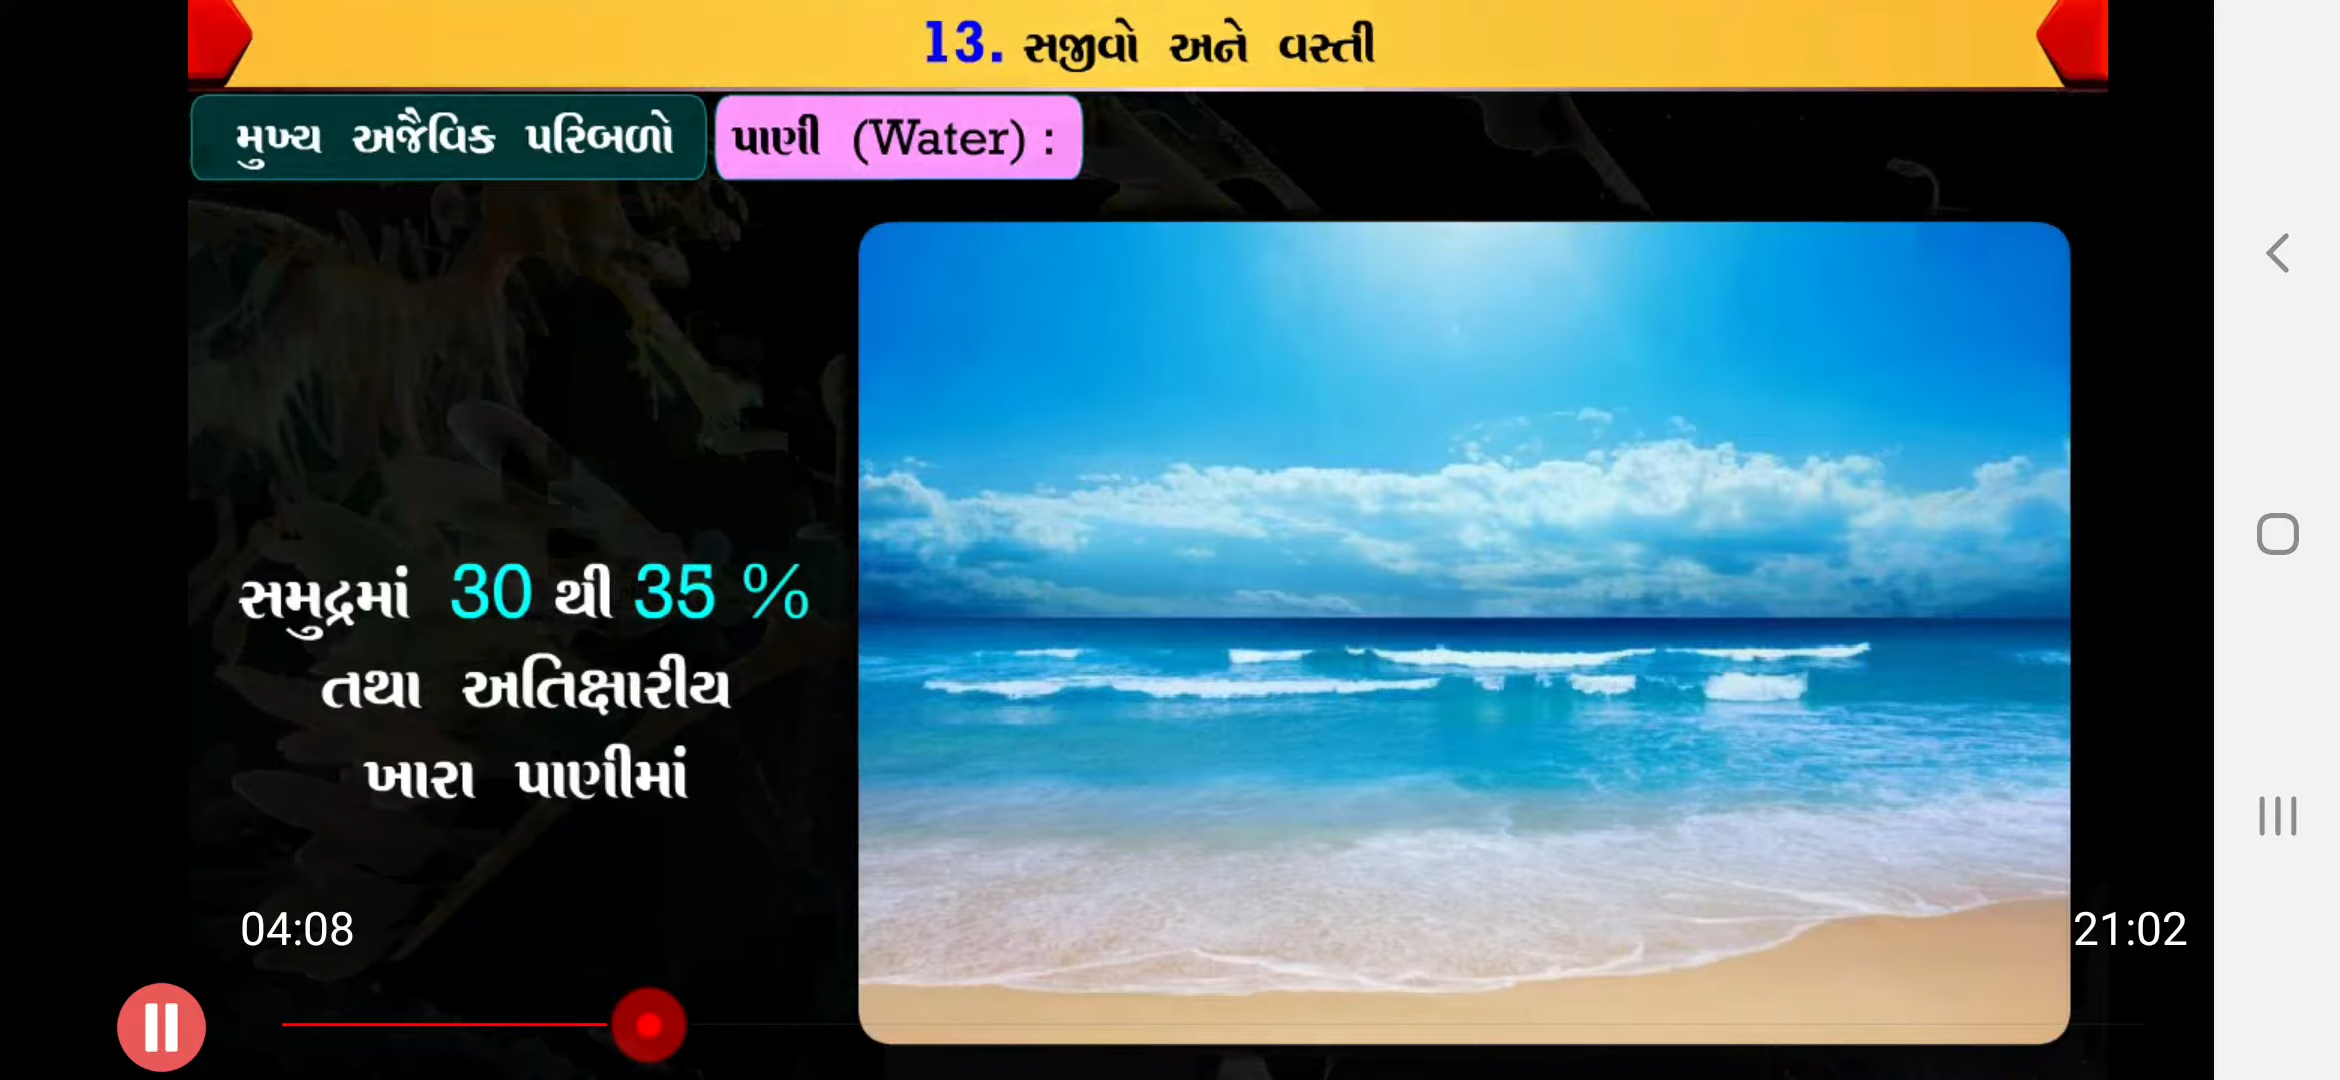 13. સજીવો અને વસ્તી
મુખ્ય અજૈવિક પરિબળો
પાણી (Water) :
સમુદ્રમાં 30 થી 35 %
તથા અતિક્ષારીય
ખારા પાણીમાં
04:08
21:02